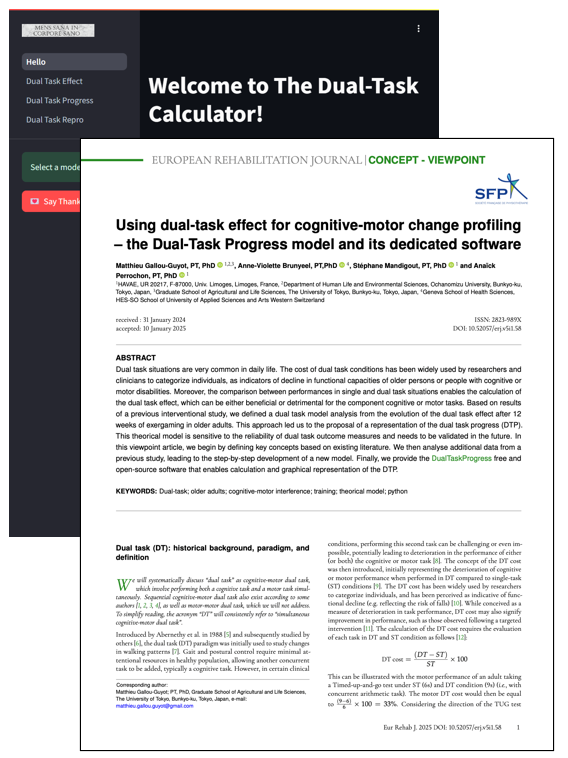 MENS SANA IN
CORPORE SANO
Hello
Dual Task Effect
Dual Task Progress
Dual Task Repro
Select a mode
Say Thank
Welcome to The Dual-Task
Calculator!
EUROPEAN REHABILITATION JOURNAL | CONCEPT - VIEWPOINT
SFP
Using dual-task effect for cognitive-motor change profiling
– the Dual-Task Progress model and its dedicated software
Matthieu Gallou-Guyot, PT, PhD 1,2,3, Anne-Violette Bruyneel, PT,PhD 4, Stéphane Mandigout, PT, PhD 1 and Anaick
Perrochon, PT, PhD 1
1HAVAE, UR 20217, F-87000, Univ. Limoges, Limoges, France, 2Department of Human Life and Environmental Sciences, Ochanomizu University, Bunkyo-ku,
Tokyo, Japan, 3Graduate School of Agricultural and Life Sciences, The University of Tokyo, Bunkyo-ku, Tokyo, Japan, 4Geneva School of Health Sciences,
HES-SO School of University of Applied Sciences and Arts Western Switzerland
received : 31 January 2024
accepted: 10 January 2025
ISSN: 2823-989X
DOI: 10.52057/erj.v5i1.58
ABSTRACT
Dual task situations are very common in daily life. The cost of dual task conditions has been widely used by researchers and
clinicians to categorize individuals, as indicators of decline in functional capacities of older persons or people with cognitive or
motor disabilities. Moreover, the comparison between performances in single and dual task situations enables the calculation of
the dual task effect, which can be either beneficial or detrimental for the component cognitive or motor tasks. Based on results
of a previous interventional study, we defined a dual task model analysis from the evolution of the dual task effect after 12
weeks of exergaming in older adults. This approach led us to the proposal of a representation of the dual task progress (DTP).
This theorical model is sensitive to the reliability of dual task outcome measures and needs to be validated in the future. In
this viewpoint article, we begin by defining key concepts based on existing literature. We then analyse additional data from a
previous study, leading to the step-by-step development of a new model. Finally, we provide the DualTaskProgress free and
open-source software that enables calculation and graphical representation of the DTP.
KEYWORDS: Dual-task; older adults; cognitive-motor interference; training; theorical model; python
Dual task (DT): historical background, paradigm, and
definition
We will systematically discuss "dual task" as cognitive-motor dual task,
which involve performing both a cognitive task and a motor task simul-
taneously. Sequential cognitive-motor dual task also exist according to some
authors [1, 2, 3, 4], as well as motor-motor dual task, which we will not address.
To simplify reading, the acronym "DT" will consistently refer to "simultaneous
cognitive-motor dual task".
Introduced by Abernethy et al. in 1988 [5] and subsequently studied by
others [6], the dual task (DT) paradigm was initially used to study changes
in walking patterns [7]. Gait and postural control require minimal at-
tentional resources in healthy population, allowing another concurrent
task to be added, typically a cognitive task. However, in certain clinical
Corresponding author:
Matthieu Gallou-Guyot; PT, PhD, Graduate School of Agricultural and Life Sciences,
The University of Tokyo, Bunkyo-ku, Tokyo, Japan, e-mail:
matthieu.gallou.guyot@gmail.com
conditions, performing this second task can be challenging or even im-
possible, potentially leading to deterioration in the performance of either
(or both) the cognitive or motor task [8]. The concept of the DT cost
was then introduced, initially representing the deterioration of cognitive
or motor performance when performed in DT compared to single-task
(ST) conditions [9]. The DT cost has been widely used by researchers
to categorize individuals, and has been perceived as indicative of func-
tional decline (e.g. reflecting the risk of falls) [10]. While conceived as a
measure of deterioration in task performance, DT cost may also signify
improvement in performance, such as those observed following a targeted
intervention [11]. The calculation of the DT cost requires the evaluation
of each task in DT and ST condition as follows [12].
DT cost = (DT − ST) / ST × 100
This can be illustrated with the motor performance of an adult taking
a Timed-up-and-go test under ST (6s) and DT condition (9s) (i.e., with
concurrent arithmetic task). The motor DT cost would then be equal
to (9−6)/6 × 100 = 33%. Considering the direction of the TUG test
Eur Rehab J. 2025 DOI: 10.52057/erj.v5i1.58 1